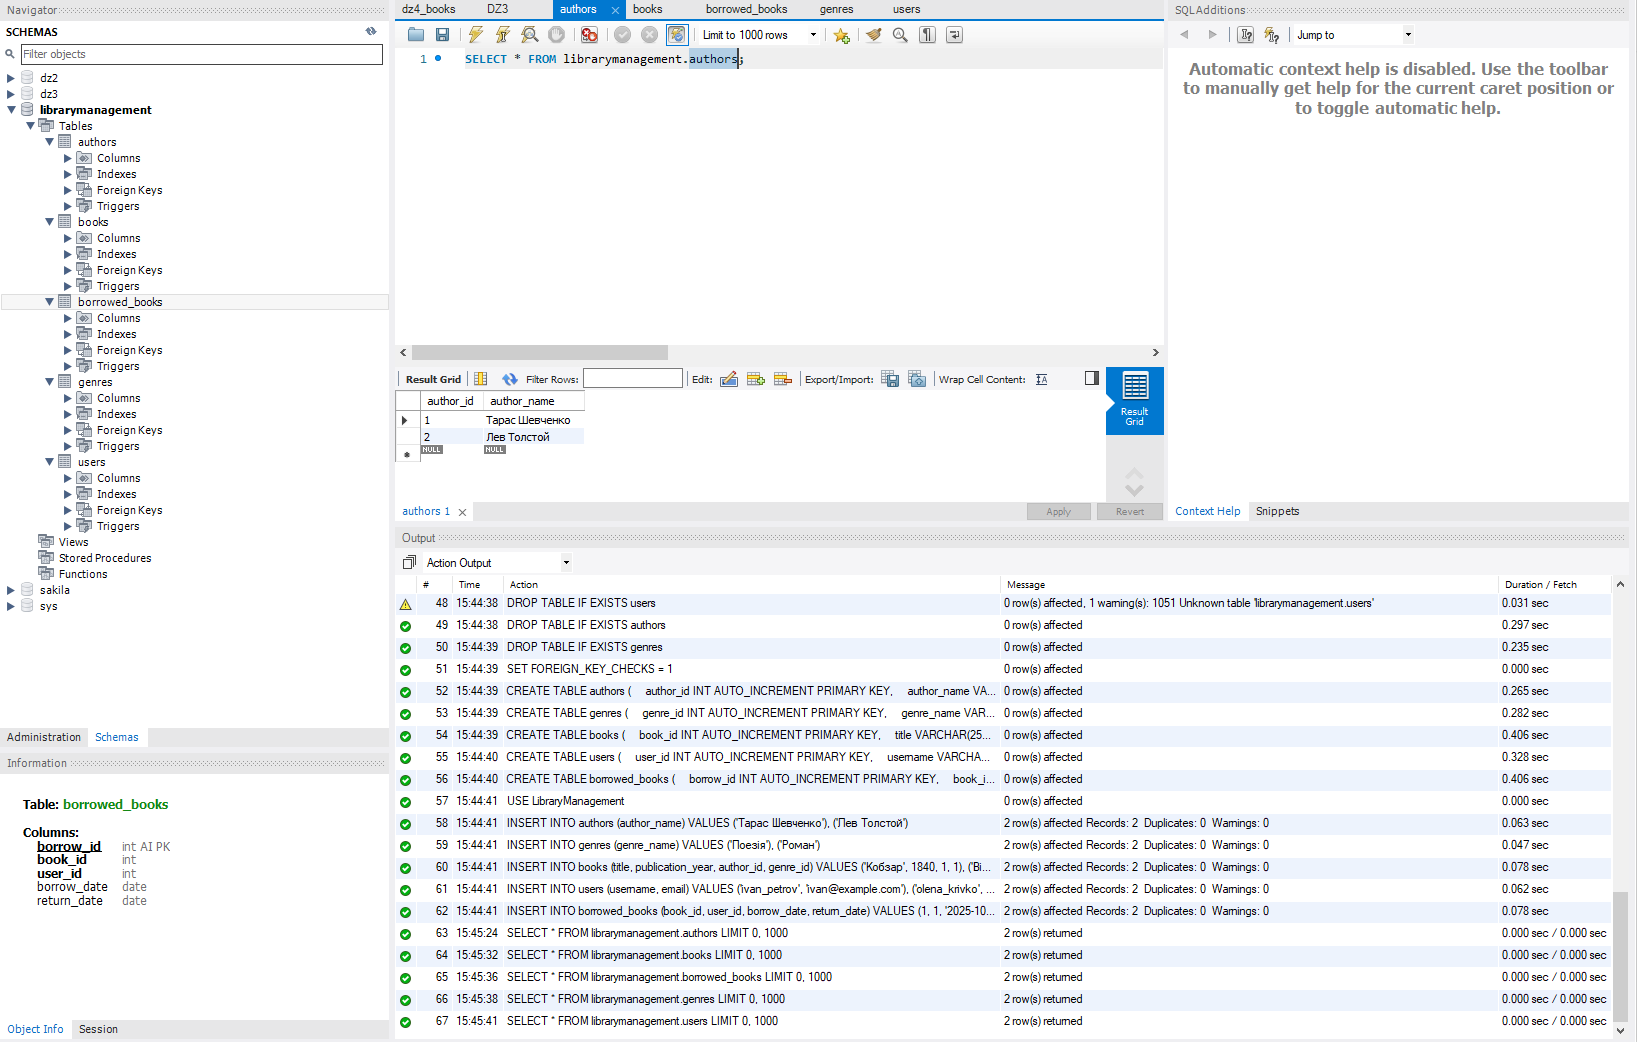 Navigator
SCHEMAS
Filter objects
dz2
dz3
librarymanagement
Tables
authors
Columns
Indexes
Foreign Keys
Triggers
books
Columns
Indexes
Foreign Keys
Triggers
borrowed_books
Columns
Indexes
Foreign Keys
Triggers
genres
Columns
Indexes
Foreign Keys
Triggers
users
Columns
Indexes
Foreign Keys
Triggers
Views
Stored Procedures
Functions
sakila
sys
Administration Schemas
Information
Table: borrowed_books
Columns:
borrow_id int AI PK
book_id int
user_id int
borrow_date date
return_date date
Object Info Session
dz4_books DZ3 authors books borrowed_books genres users
Limit to 1000 rows
1 SELECT * FROM librarymanagement.authors;
Result Grid Filter Rows: Edit: Export/Import: Wrap Cell Content:
author_id author_name
1 Тарас Шевченко
2 Лев Толстой
NULL NULL
Result
Grid
authors 1 Apply Revert
SQLAdditions
Jump to
Automatic context help is disabled. Use the toolbar
to manually get help for the current caret position or
to toggle automatic help.
Context Help Snippets
Output
Action Output
# Time Action Message Duration / Fetch
48 15:44:38 DROP TABLE IF EXISTS users 0 row(s) affected, 1 warning(s): 1051 Unknown table 'librarymanagement.users' 0.031 sec
49 15:44:38 DROP TABLE IF EXISTS authors 0 row(s) affected 0.297 sec
50 15:44:39 DROP TABLE IF EXISTS genres 0 row(s) affected 0.235 sec
51 15:44:39 SET FOREIGN_KEY_CHECKS = 1 0 row(s) affected 0.000 sec
52 15:44:39 CREATE TABLE authors ( author_id INT AUTO_INCREMENT PRIMARY KEY, author_name VA... 0 row(s) affected 0.265 sec
53 15:44:39 CREATE TABLE genres ( genre_id INT AUTO_INCREMENT PRIMARY KEY, genre_name VAR... 0 row(s) affected 0.282 sec
54 15:44:39 CREATE TABLE books ( book_id INT AUTO_INCREMENT PRIMARY KEY, title VARCHAR(25... 0 row(s) affected 0.406 sec
55 15:44:40 CREATE TABLE users ( user_id INT AUTO_INCREMENT PRIMARY KEY, username VARCHA... 0 row(s) affected 0.328 sec
56 15:44:40 CREATE TABLE borrowed_books ( borrow_id INT AUTO_INCREMENT PRIMARY KEY, book_i... 0 row(s) affected 0.406 sec
57 15:44:41 USE LibraryManagement 0 row(s) affected 0.000 sec
58 15:44:41 INSERT INTO authors (author_name) VALUES ('Тарас Шевченко'), ('Лев Толстой') 2 row(s) affected Records: 2 Duplicates: 0 Warnings: 0 0.063 sec
59 15:44:41 INSERT INTO genres (genre_name) VALUES ('Поезія'), ('Роман') 2 row(s) affected Records: 2 Duplicates: 0 Warnings: 0 0.047 sec
60 15:44:41 INSERT INTO books (title, publication_year, author_id, genre_id) VALUES ('Кобзар', 1840, 1, 1), ('Ві... 2 row(s) affected Records: 2 Duplicates: 0 Warnings: 0 0.078 sec
61 15:44:41 INSERT INTO users (username, email) VALUES ('ivan_petrov', 'ivan@example.com'), ('olena_krivko', ... 2 row(s) affected Records: 2 Duplicates: 0 Warnings: 0 0.062 sec
62 15:44:41 INSERT INTO borrowed_books (book_id, user_id, borrow_date, return_date) VALUES (1, 1, '2025-10... 2 row(s) affected Records: 2 Duplicates: 0 Warnings: 0 0.078 sec
63 15:45:24 SELECT * FROM librarymanagement.authors LIMIT 0, 1000 2 row(s) returned 0.000 sec / 0.000 sec
64 15:45:32 SELECT * FROM librarymanagement.books LIMIT 0, 1000 2 row(s) returned 0.000 sec / 0.000 sec
65 15:45:36 SELECT * FROM librarymanagement.borrowed_books LIMIT 0, 1000 2 row(s) returned 0.000 sec / 0.000 sec
66 15:45:38 SELECT * FROM librarymanagement.genres LIMIT 0, 1000 2 row(s) returned 0.000 sec / 0.000 sec
67 15:45:41 SELECT * FROM librarymanagement.users LIMIT 0, 1000 2 row(s) returned 0.000 sec / 0.000 sec